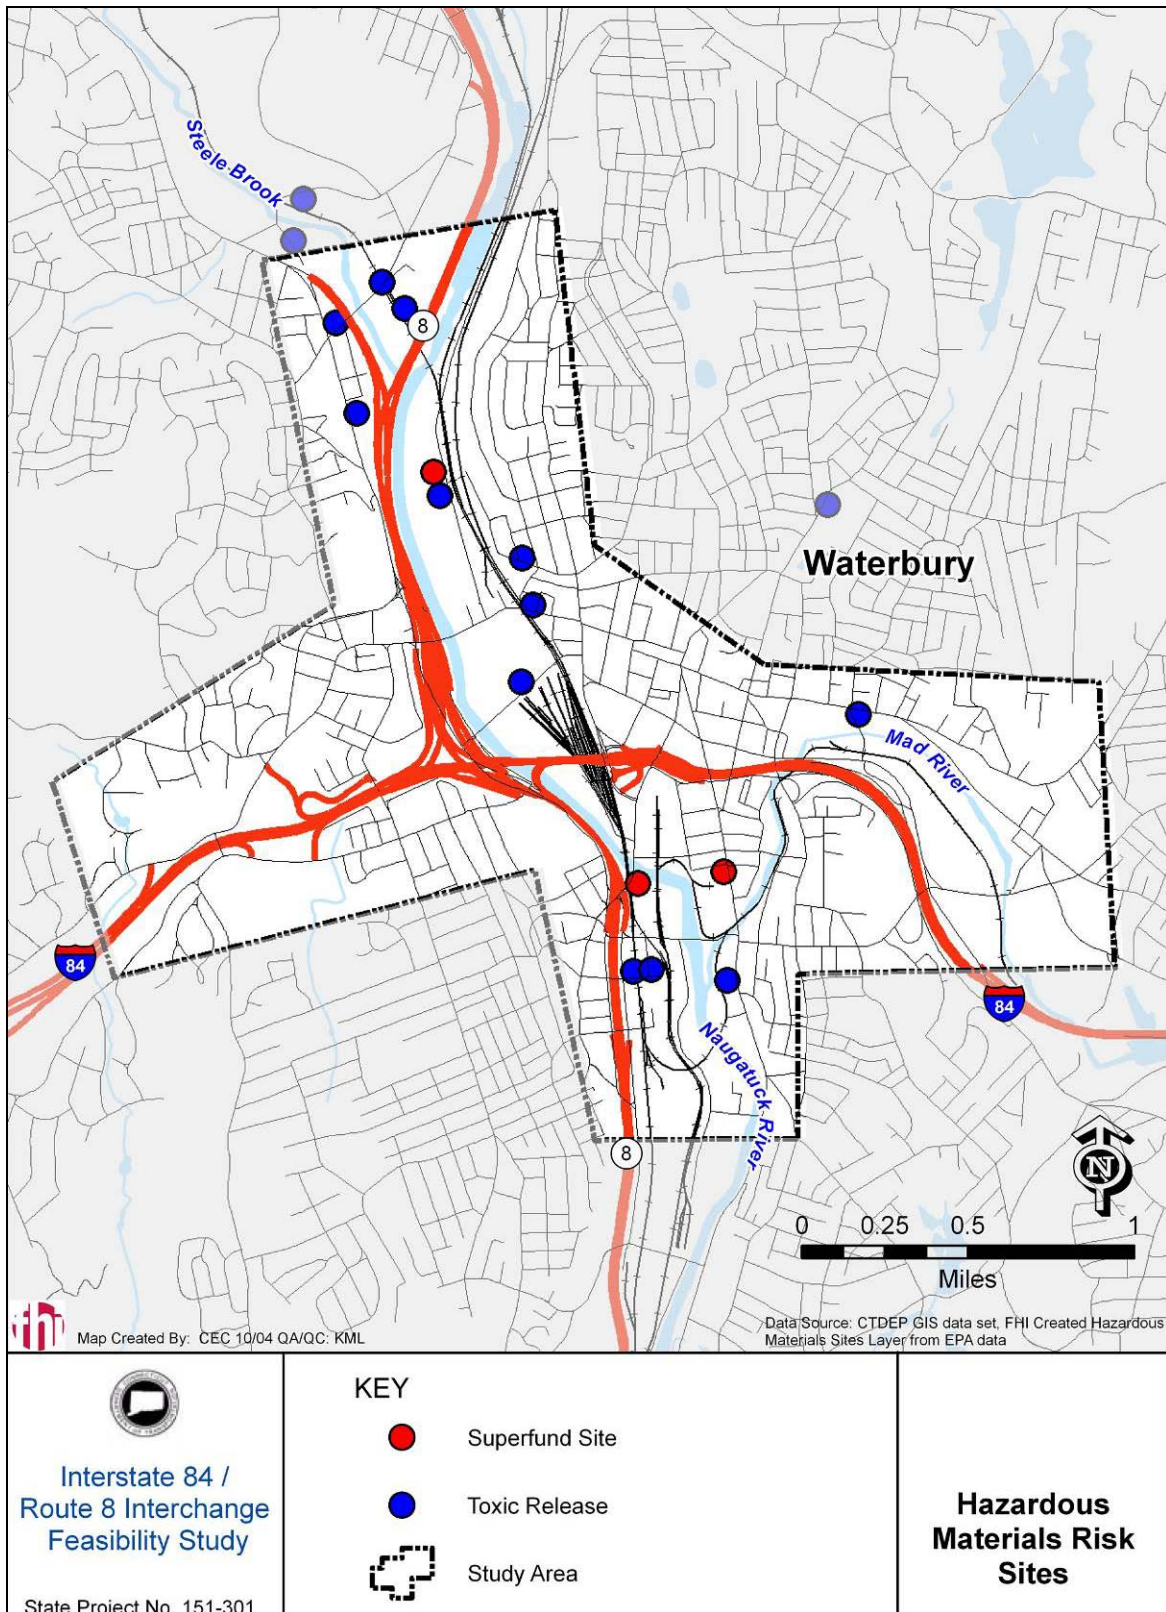 Steele Brook
8
Waterbury
Mad River
84
84
Naugatuck River
8
N
0 0.25 0.5 1
Miles
fhi
Map Created By: CEC 10/04 QA/QC: KML
Data Source: CTDEP GIS data set, FHI Created Hazardous
Materials Sites Layer from EPA data
Interstate 84 /
Route 8 Interchange
Feasibility Study
State Project No. 151-301
KEY
Superfund Site
Toxic Release
Study Area
Hazardous
Materials Risk
Sites